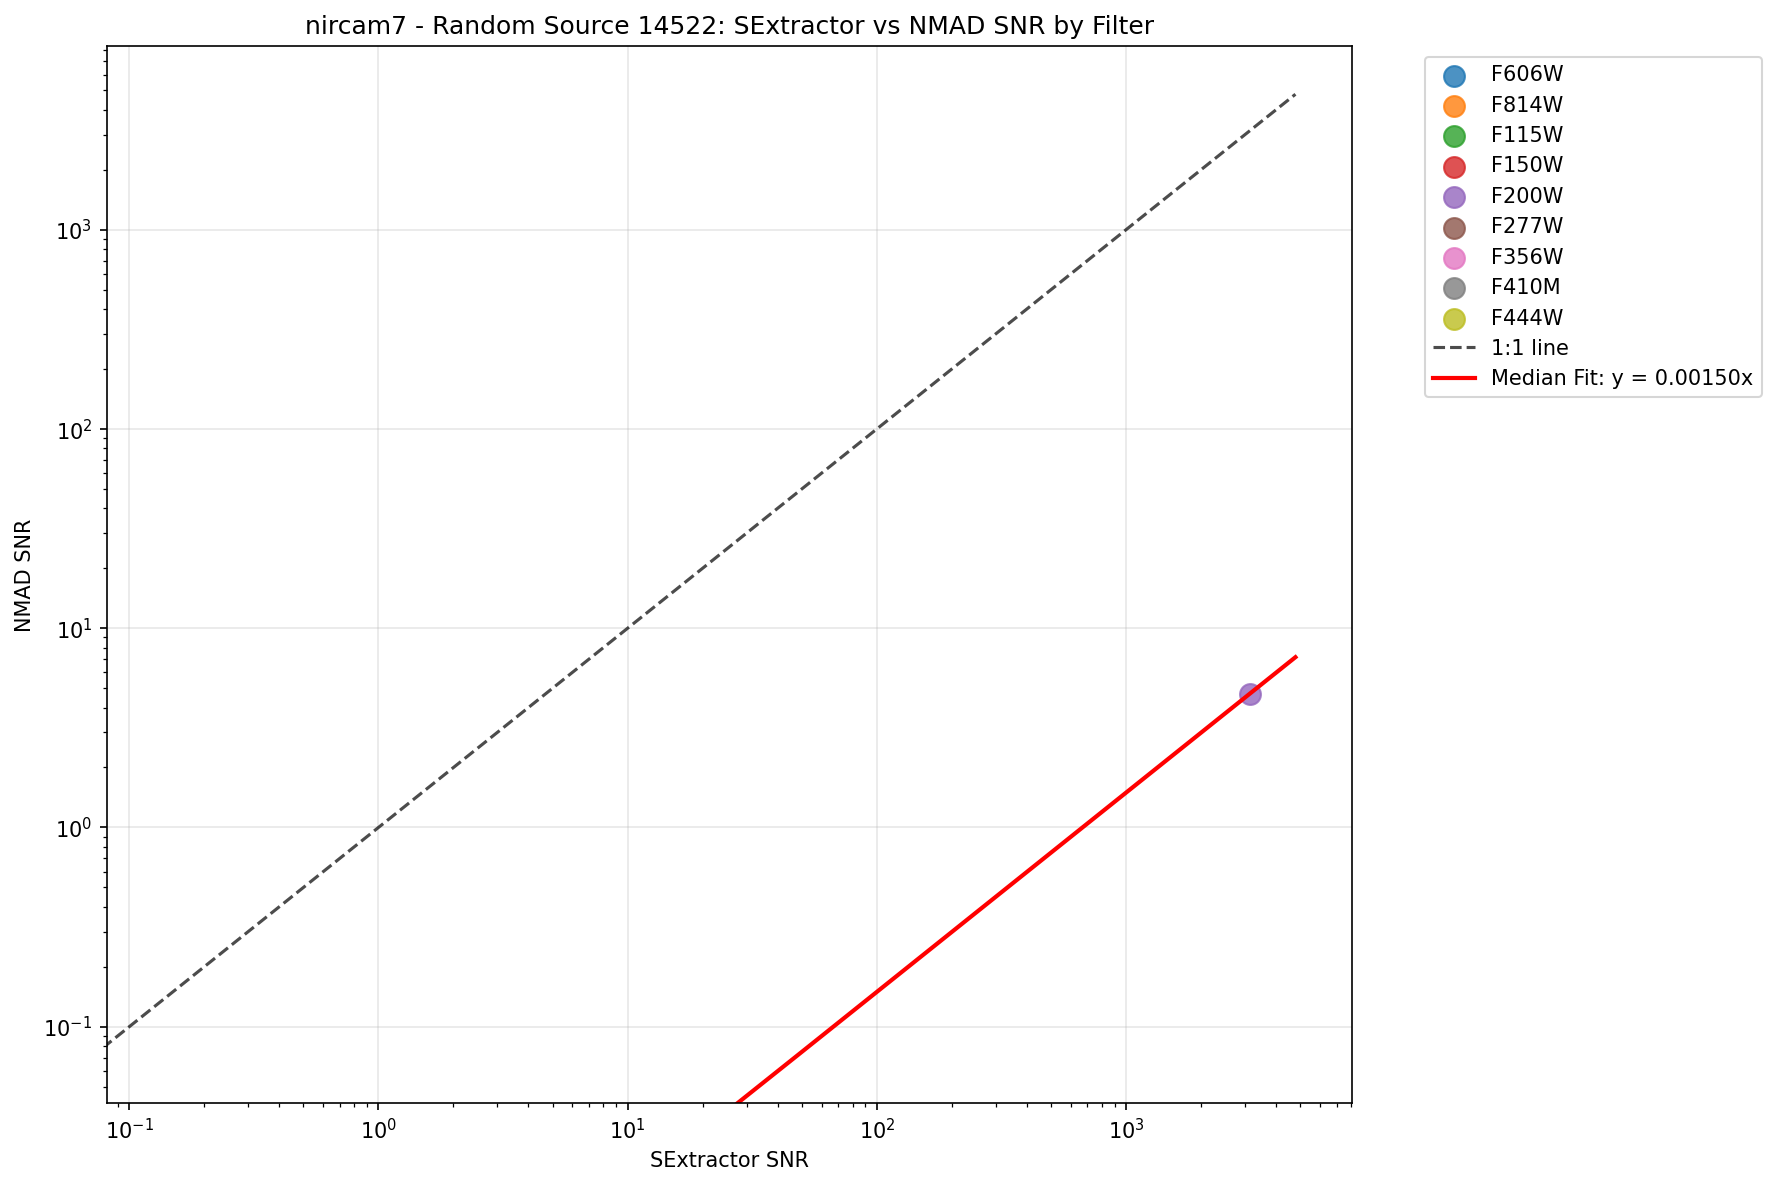 nircam7 - Random Source 14522: SExtractor vs NMAD SNR by Filter
F606W
F814W
F115W
F150W
F200W
F277W
F356W
F410M
F444W
1:1 line
Median Fit: y = 0.00150x
NMAD SNR
10³
10²
10¹
10⁰
10⁻¹
10⁻¹ 10⁰ 10¹ 10² 10³
SExtractor SNR